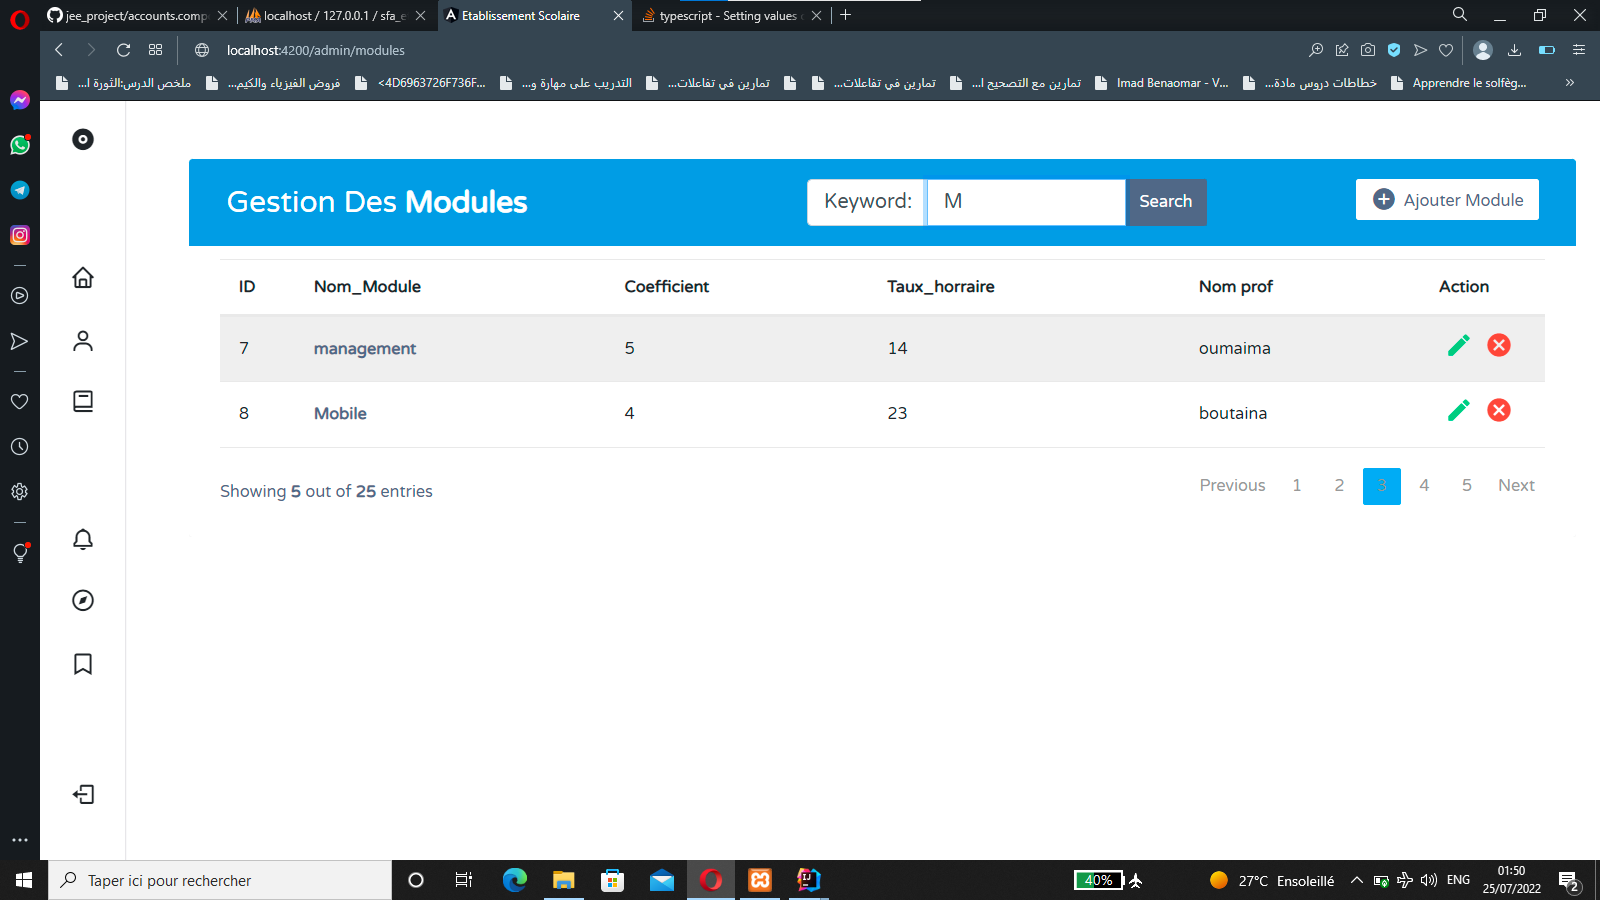 jee_project/accounts.comp
localhost / 127.0.0.1 / sfa_e
Etablissement Scolaire
typescript - Setting values
localhost:4200/admin/modules
ملخص الدرس:الثورة ا...
فروض الفيزياء والكيم...
<4D6963726F736F...
التدريب على مهارة و...
تمارين في تفاعلات...
تمارين في تفاعلات...
تمارين مع التصحيح ا...
Imad Benaomar - V...
خطاطات دروس مادة...
Apprendre le solfèg...
»
Gestion Des Modules
Keyword: M Search
Ajouter Module
ID Nom_Module Coefficient Taux_horraire Nom prof Action
7 management 5 14 oumaima
8 Mobile 4 23 boutaina
Showing 5 out of 25 entries
Previous 1 2 3 4 5 Next
Taper ici pour rechercher
40%
27°C Ensoleillé
ENG
01:50
25/07/2022
2